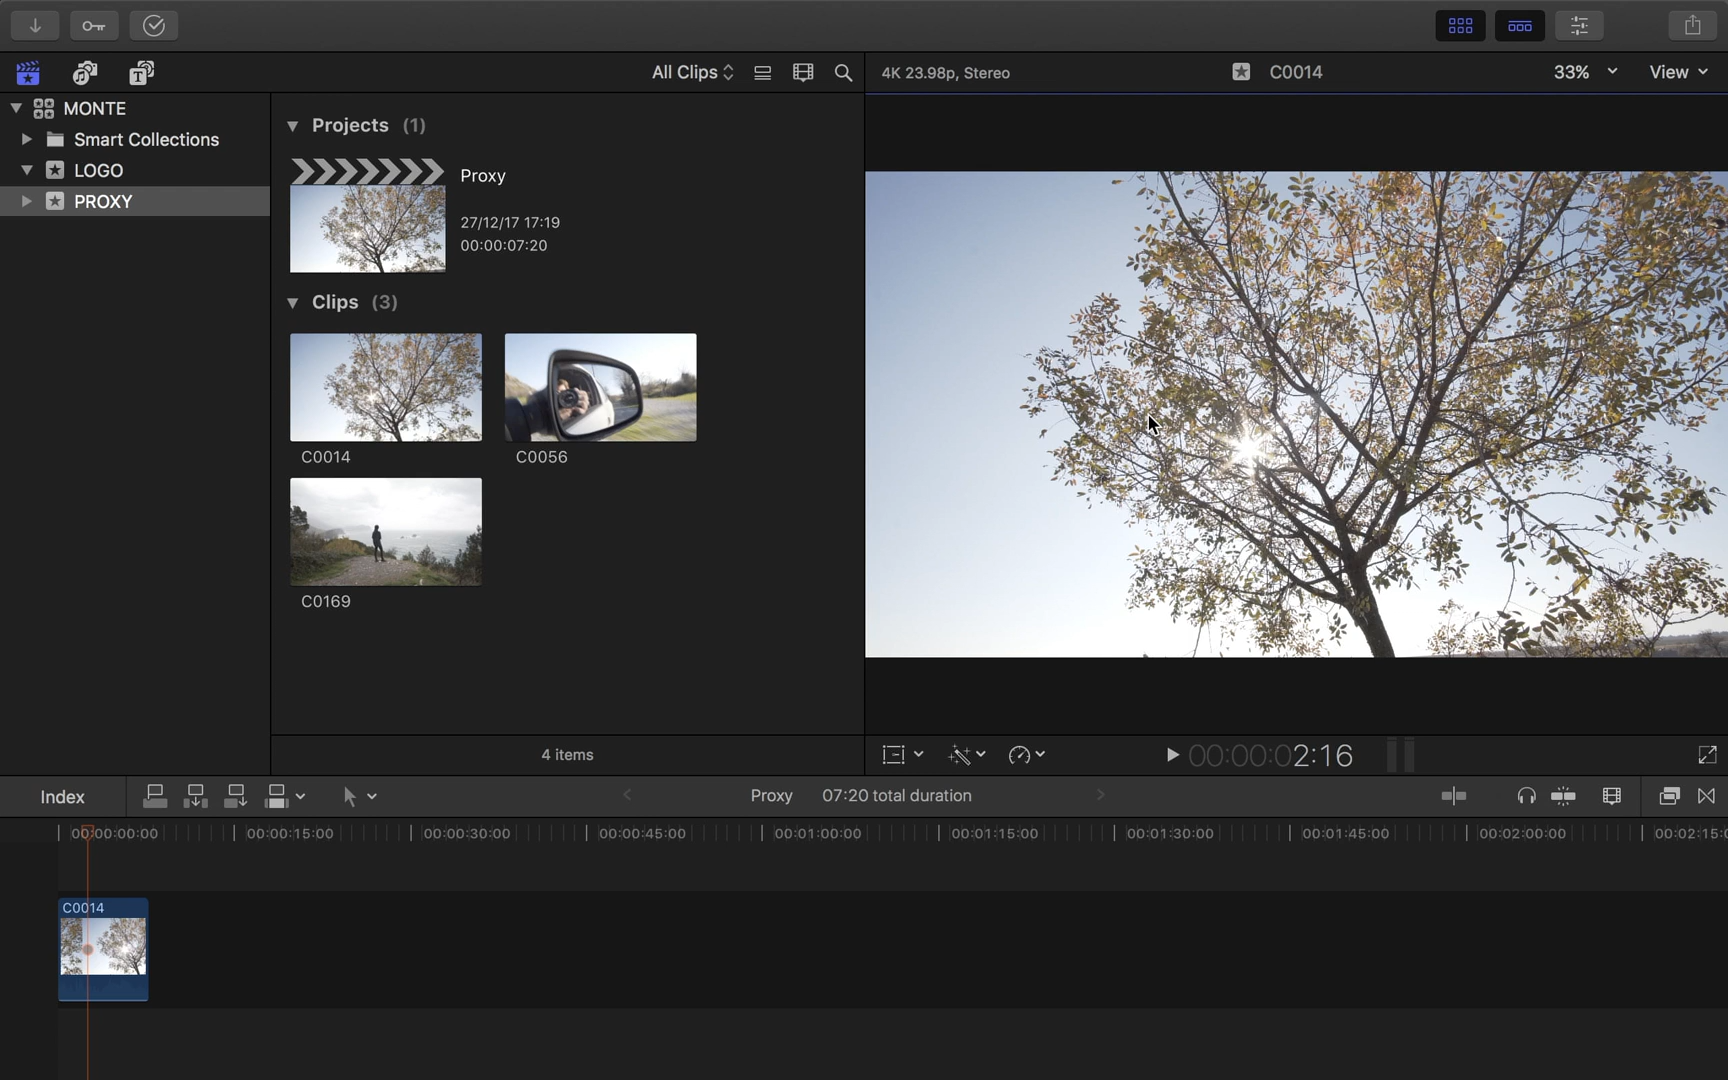 All Clips
4K 23.98p, Stereo
C0014
33%
View
MONTE
Smart Collections
LOGO
PROXY
Projects (1)
Proxy
27/12/17 17:19
00:00:07:20
Clips (3)
C0014
C0056
C0169
4 items
00:00:02:16
Index
Proxy 07:20 total duration
00:00:00:00 00:00:15:00 00:00:30:00 00:00:45:00 00:01:00:00 00:01:15:00 00:01:30:00 00:01:45:00 00:02:00:00 00:02:15:0
C0014